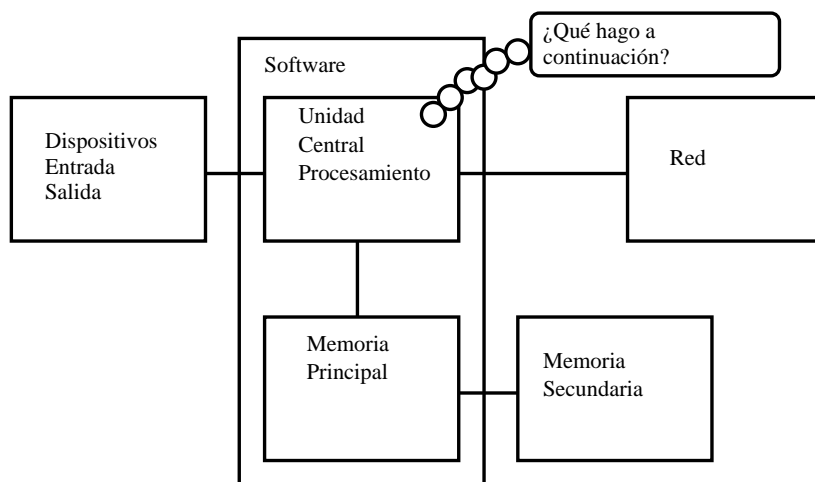 ¿Qué hago a
continuación?
Software
Unidad
Central
Procesamiento
Dispositivos
Entrada
Salida
Red
Memoria
Principal
Memoria
Secundaria